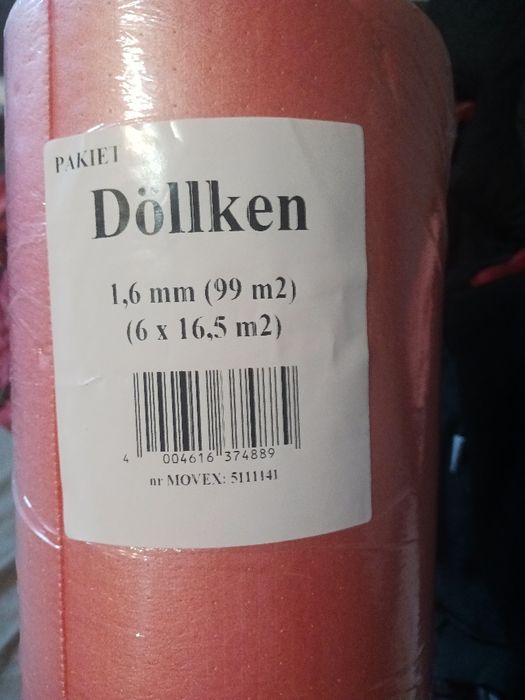 PAKIET
Döllken
1,6 mm (99 m2)
(6 x 16,5 m2)
4 004616 374889
nr MOVEX: 5111141